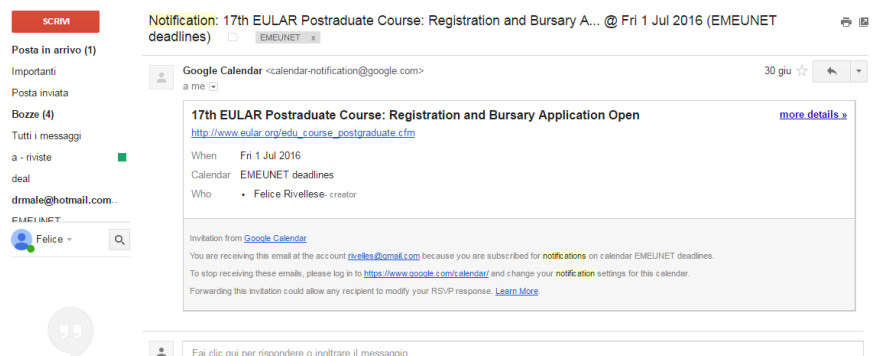 SCRIVI
Posta in arrivo (1)
Importanti
Posta inviata
Bozze (4)
Tutti i messaggi
a - riviste
deal
drmale@hotmail.com..
EMEUNET
Felice
Notification: 17th EULAR Postraduate Course: Registration and Bursary A... @ Fri 1 Jul 2016 (EMEUNET
deadlines) EMEUNET x
Google Calendar <calendar-notification@google.com> 30 giu
a me
17th EULAR Postraduate Course: Registration and Bursary Application Open more details »
http://www.eular.org/edu_course_postgraduate.cfm
When Fri 1 Jul 2016
Calendar EMEUNET deadlines
Who • Felice Rivellese- creator
Invitation from Google Calendar
You are receiving this email at the account rivelles@gmail.com because you are subscribed for notifications on calendar EMEUNET deadlines.
To stop receiving these emails, please log in to https://www.google.com/calendar/ and change your notification settings for this calendar.
Forwarding this invitation could allow any recipient to modify your RSVP response. Learn More.
Fai clic qui per rispondere o inoltrare il messaggio